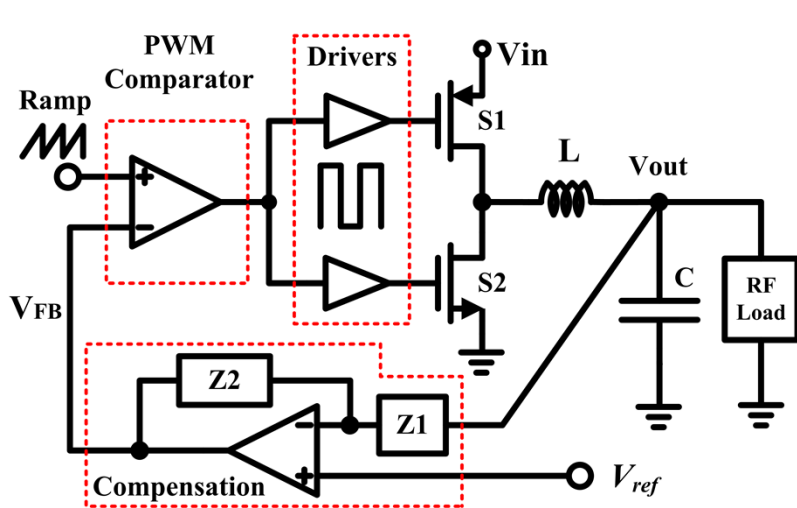 PWM
Comparator
Drivers
Vin
Ramp
S1
+
−
L
Vout
S2
C
RF
Load
VFB
Z2
Z1
−
+
Compensation
Vref